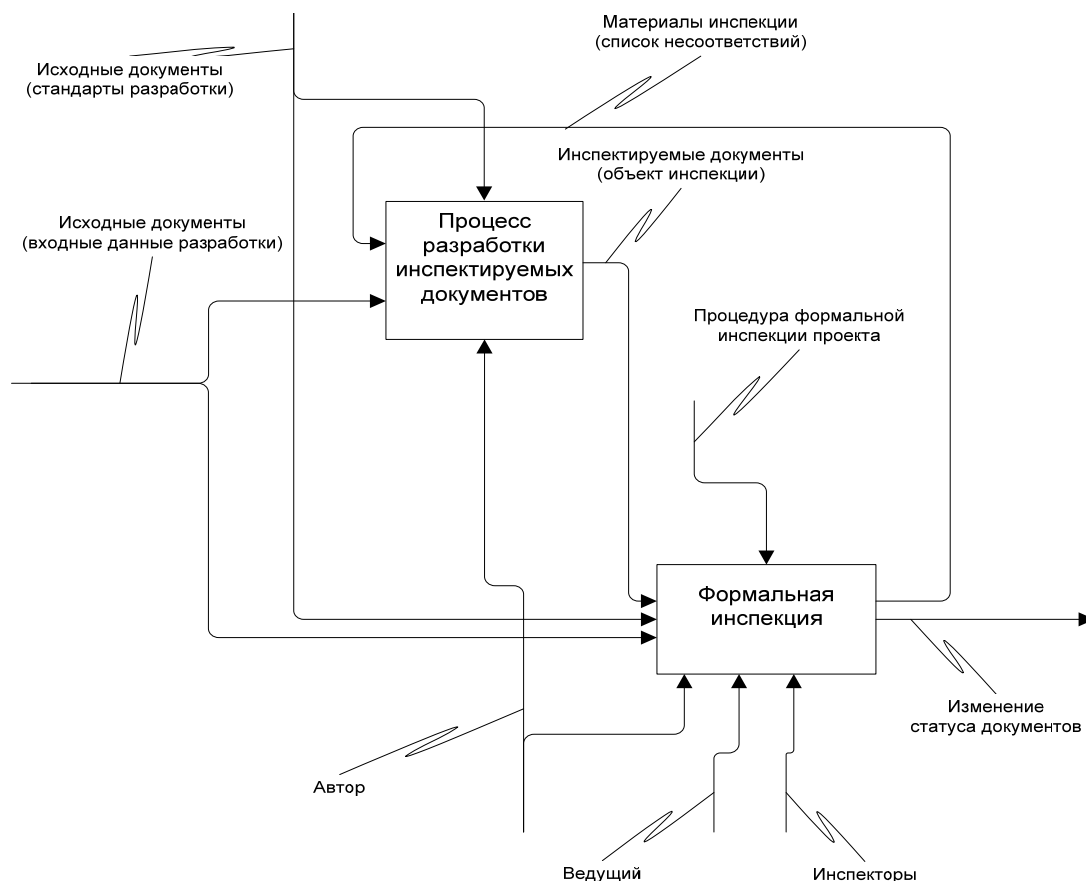 Материалы инспекции
(список несоответствий)
Исходные документы
(стандарты разработки)
Инспектируемые документы
(объект инспекции)
Исходные документы
(входные данные разработки)
Процесс
разработки
инспектируемых
документов
Процедура формальной
инспекции проекта
Формальная
инспекция
Изменение
статуса документов
Автор
Ведущий
Инспекторы